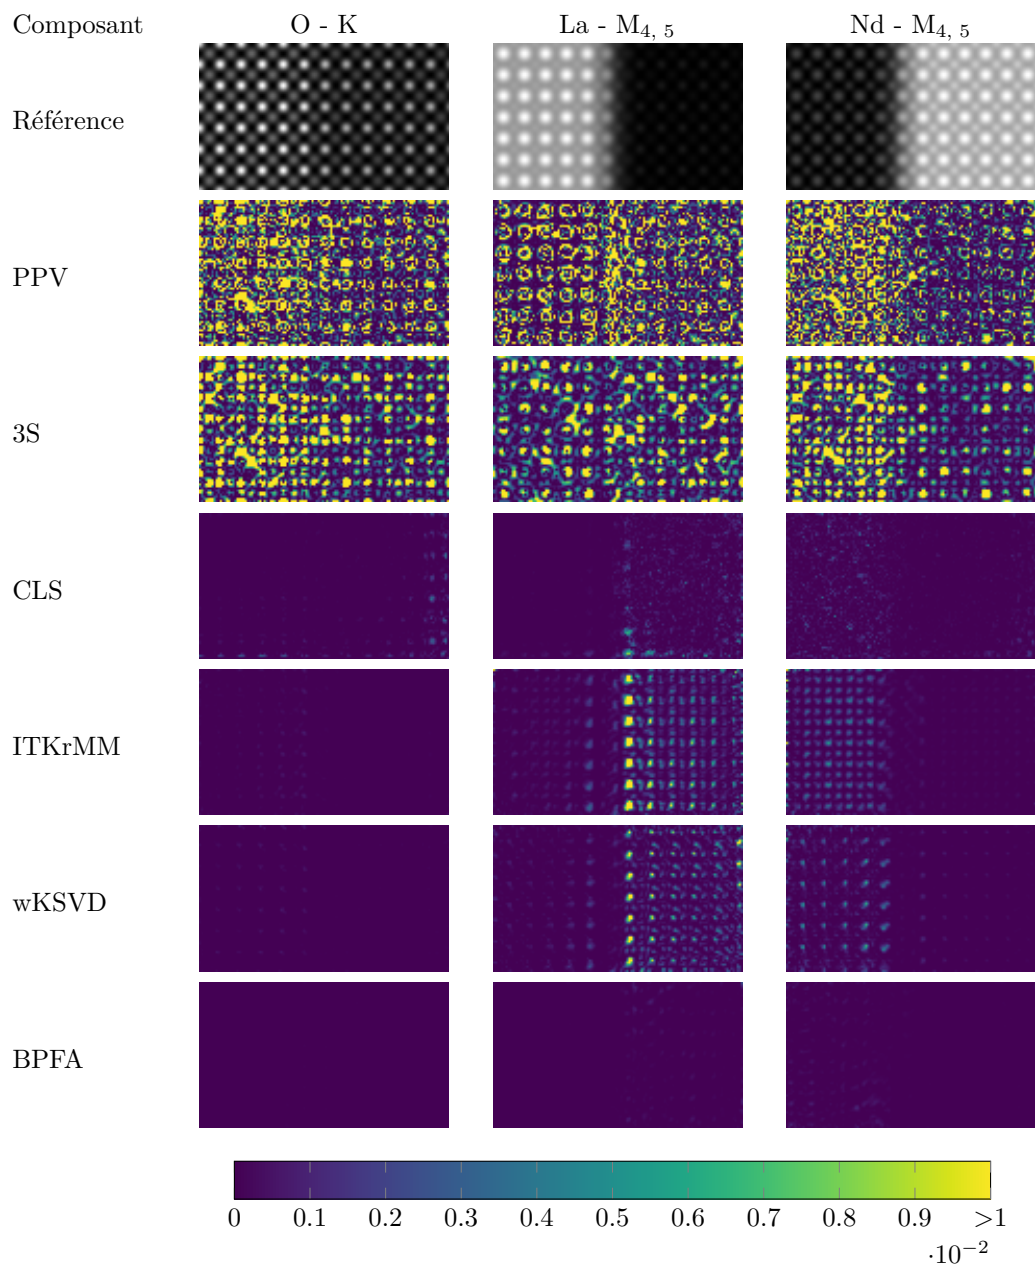 Composant O - K La - M4, 5 Nd - M4, 5
Référence
PPV
3S
CLS
ITKrMM
wKSVD
BPFA
0 0.1 0.2 0.3 0.4 0.5 0.6 0.7 0.8 0.9 >1
·10−2